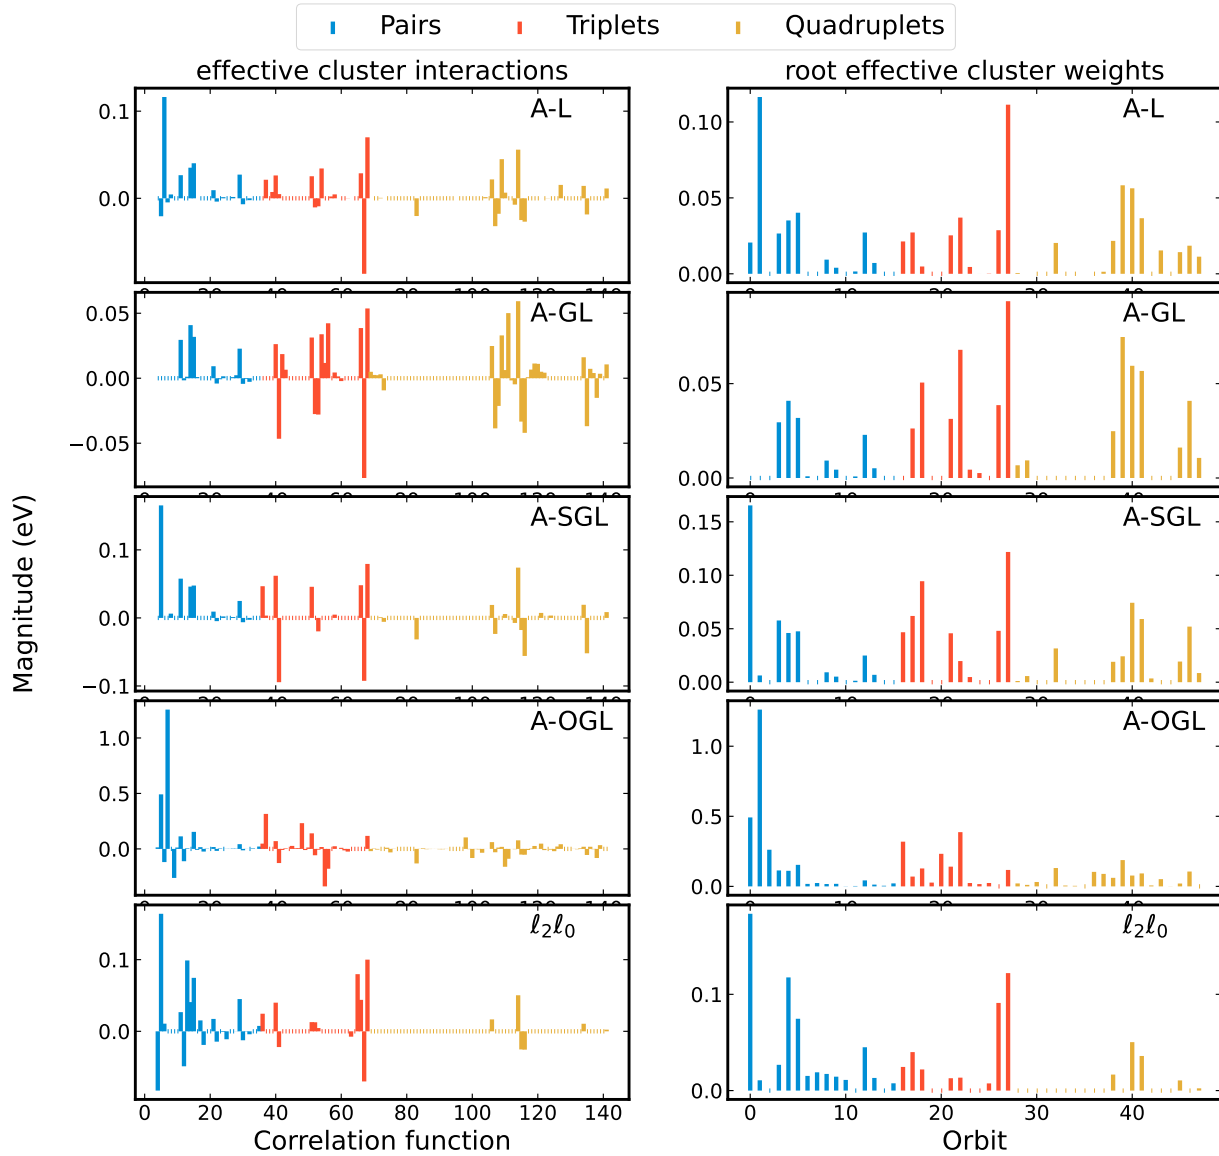 Pairs Triplets Quadruplets
effective cluster interactions root effective cluster weights
A-L A-L
0.1
0.0
0.10
0.05
0.00
A-GL A-GL
0.05
0.00
−0.05
0.05
0.00
A-SGL A-SGL
0.1
0.0
−0.1
0.15
0.10
0.05
0.00
A-OGL A-OGL
1.0
0.5
0.0
1.0
0.5
0.0
ℓ₂ℓ₀ ℓ₂ℓ₀
0.1
0.0
0.1
0.0
0 20 40 60 80 100 120 140
0 10 20 30 40
Correlation function Orbit
Magnitude (eV)